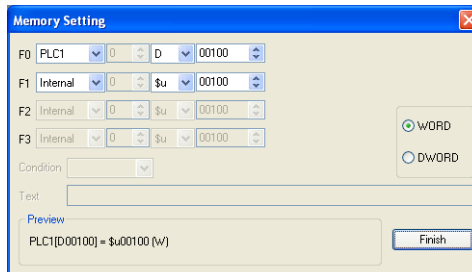 Memory Setting
F0 PLC1 0 D 00100
F1 Internal 0 $u 00100
F2 Internal 0 $u 00100
F3 Internal 0 $u 00100
WORD
DWORD
Condition
Text
Preview
PLC1[D00100] = $u00100 (W)
Finish